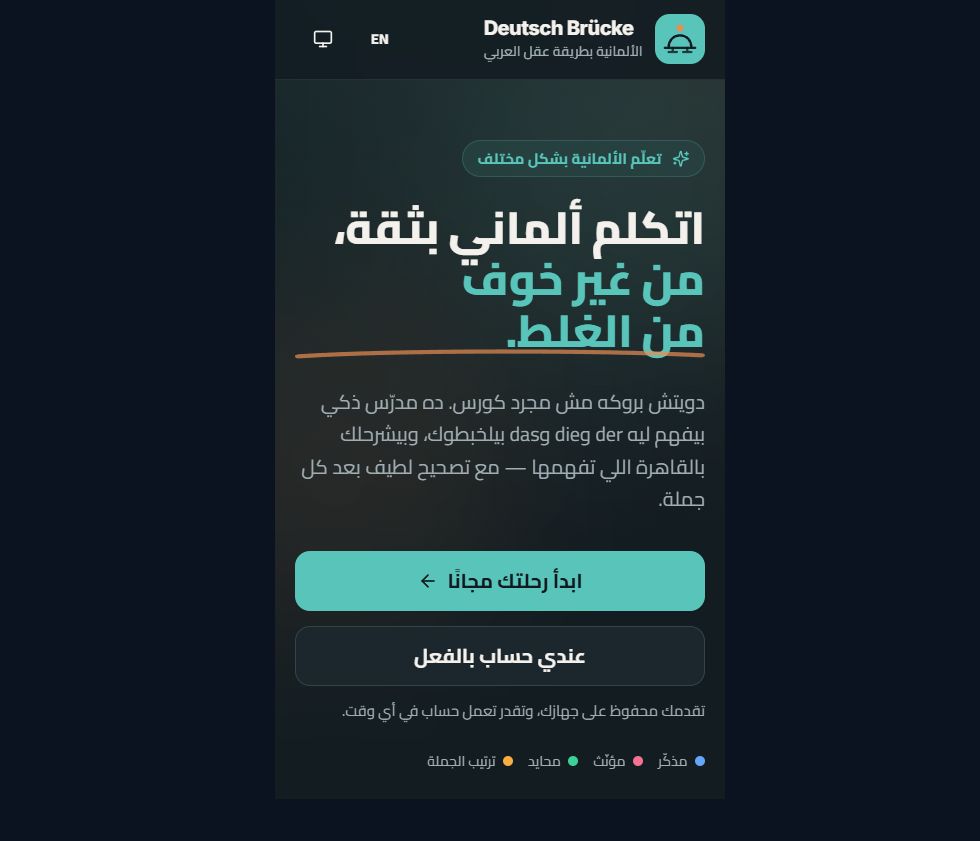 Deutsch Brücke
الألمانية بطريقة عقل العربي
EN
تعلّم الألمانية بشكل مختلف
اتكلم ألماني بثقة،
من غير خوف
من الغلط.
دويتش بروكه مش مجرد كورس. ده مدرّس ذكي
بيفهم ليه der وdie وdas بيلخبطوك، وبيشرحلك
بالقاهرة اللي تفهمها — مع تصحيح لطيف بعد كل
جملة.
ابدأ رحلتك مجانًا ←
عندي حساب بالفعل
تقدمك محفوظ على جهازك، وتقدر تعمل حساب في أي وقت.
مذكّر مؤنّث محايد ترتيب الجملة